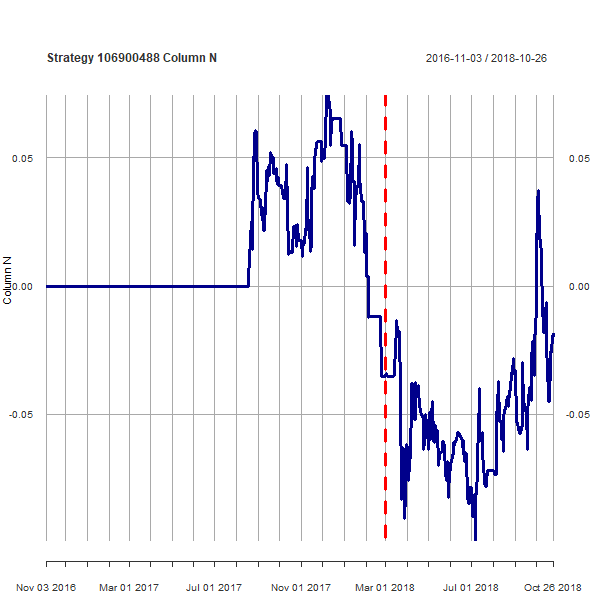 Strategy 106900488 Column N 2016-11-03 / 2018-10-26
0.05 0.05
0.00 0.00
-0.05 -0.05
Column N
Nov 03 2016 Mar 01 2017 Jul 01 2017 Nov 01 2017 Mar 01 2018 Jul 01 2018 Oct 26 2018